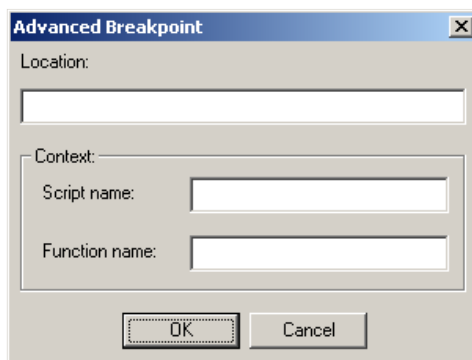 Advanced Breakpoint
Location:
Context:
Script name:
Function name:
OK Cancel